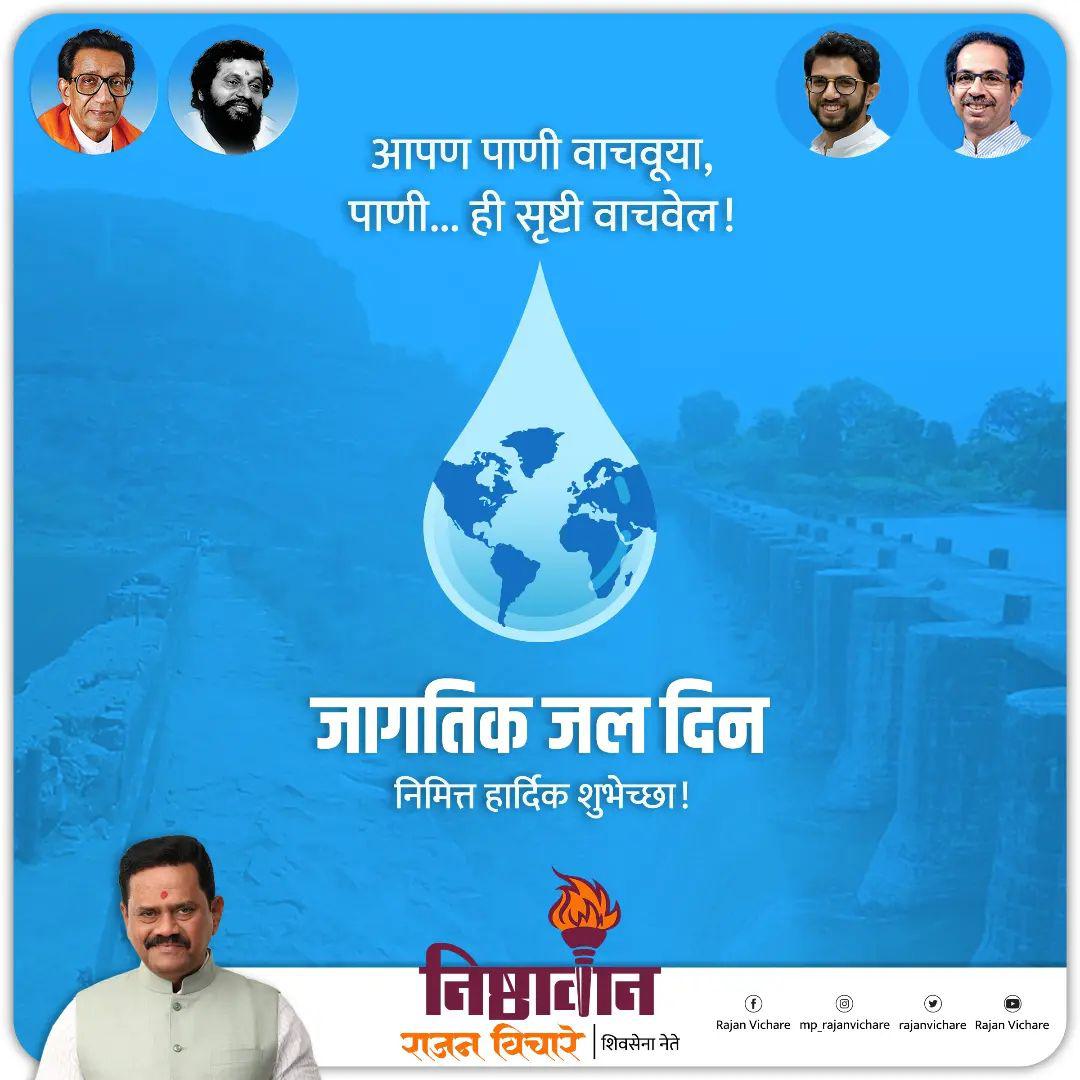 आपण पाणी वाचवूया,
पाणी... ही सृष्टी वाचवेल!
जागतिक जल दिन
निमित्त हार्दिक शुभेच्छा!
निष्ठावान
राजन विचारे | शिवसेना नेते
Rajan Vichare mp_rajanvichare rajanvichare Rajan Vichare